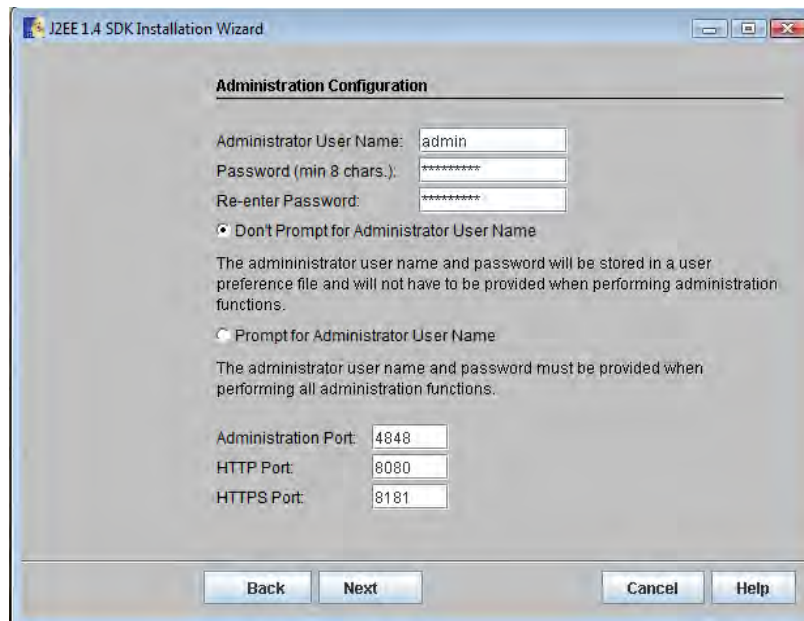 J2EE 1.4 SDK Installation Wizard
Administration Configuration
Administrator User Name: admin
Password (min 8 chars.): *********
Re-enter Password: *********
Don't Prompt for Administrator User Name
The admininistrator user name and password will be stored in a user
preference file and will not have to be provided when performing administration
functions.
Prompt for Administrator User Name
The administrator user name and password must be provided when
performing all administration functions.
Administration Port: 4848
HTTP Port: 8080
HTTPS Port: 8181
Back Next Cancel Help